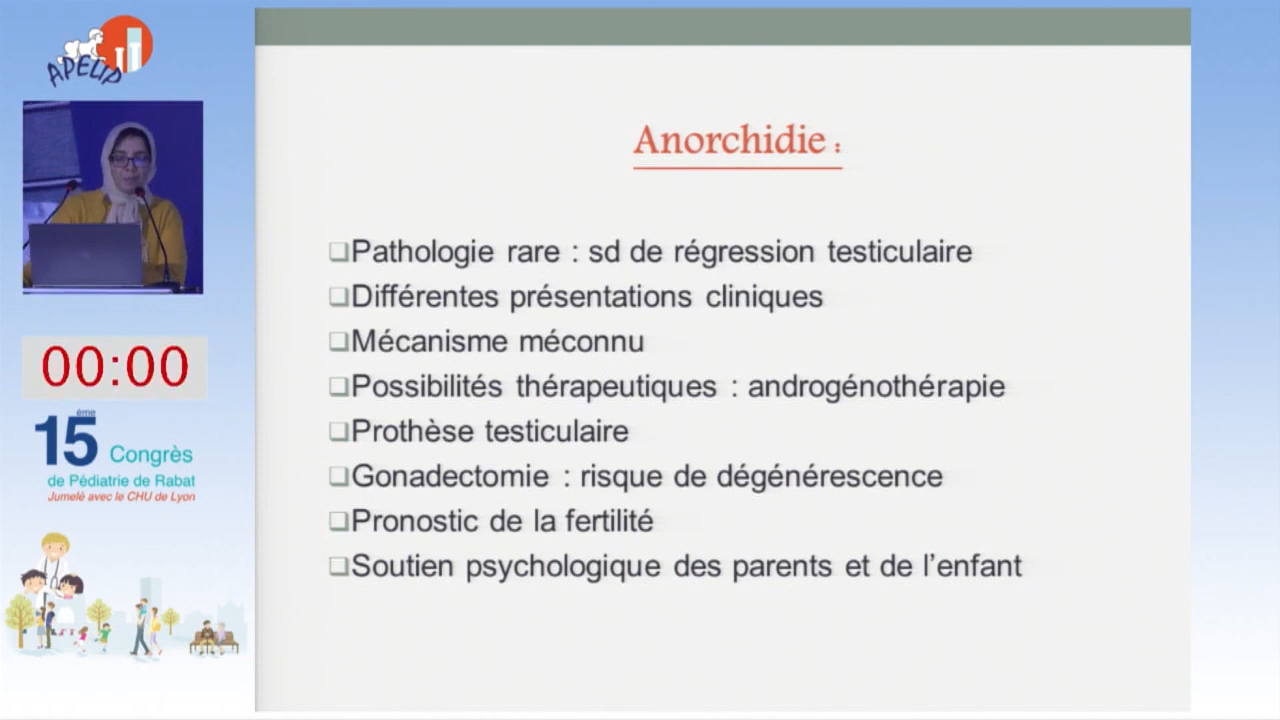 APEUP
00:00
15ème Congrès
de Pédiatrie de Rabat
Jumelé avec le CHU de Lyon
Anorchidie :
❑Pathologie rare : sd de régression testiculaire
❑Différentes présentations cliniques
❑Mécanisme méconnu
❑Possibilités thérapeutiques : androgénothérapie
❑Prothèse testiculaire
❑Gonadectomie : risque de dégénérescence
❑Pronostic de la fertilité
❑Soutien psychologique des parents et de l’enfant